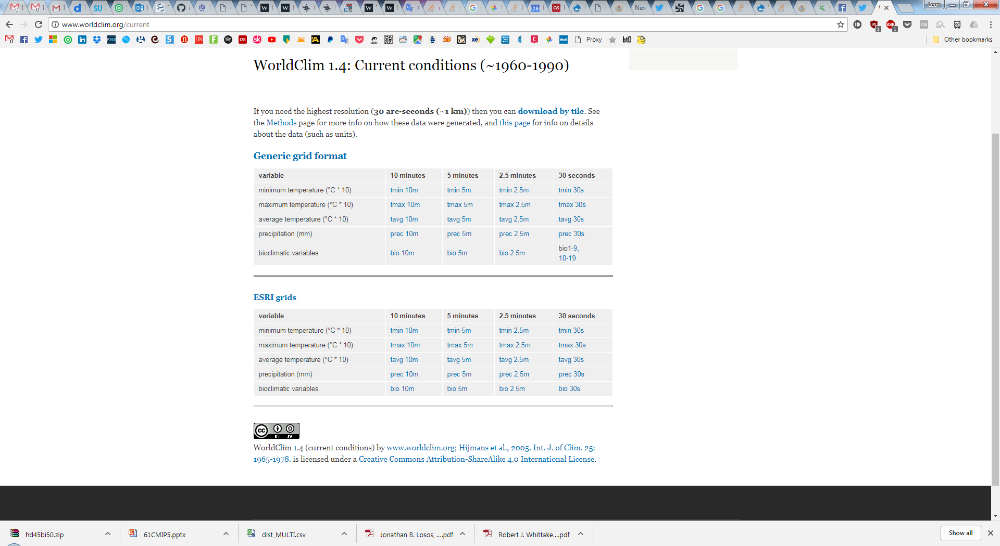 Leon
www.worldclim.org/current
Proxy
Other bookmarks
WorldClim 1.4: Current conditions (~1960-1990)
If you need the highest resolution (30 arc-seconds (~1 km)) then you can download by tile. See
the Methods page for more info on how these data were generated, and this page for info on details
about the data (such as units).
Generic grid format
variable 10 minutes 5 minutes 2.5 minutes 30 seconds
minimum temperature (°C * 10) tmin 10m tmin 5m tmin 2.5m tmin 30s
maximum temperature (°C * 10) tmax 10m tmax 5m tmax 2.5m tmax 30s
average temperature (°C * 10) tavg 10m tavg 5m tavg 2.5m tavg 30s
precipitation (mm) prec 10m prec 5m prec 2.5m prec 30s
bioclimatic variables bio 10m bio 5m bio 2.5m bio1-9,
10-19
ESRI grids
variable 10 minutes 5 minutes 2.5 minutes 30 seconds
minimum temperature (°C * 10) tmin 10m tmin 5m tmin 2.5m tmin 30s
maximum temperature (°C * 10) tmax 10m tmax 5m tmax 2.5m tmax 30s
average temperature (°C * 10) tavg 10m tavg 5m tavg 2.5m tavg 30s
precipitation (mm) prec 10m prec 5m prec 2.5m prec 30s
bioclimatic variables bio 10m bio 5m bio 2.5m bio 30s
cc BY SA
WorldClim 1.4 (current conditions) by www.worldclim.org; Hijmans et al., 2005. Int. J. of Clim. 25:
1965-1978. is licensed under a Creative Commons Attribution-ShareAlike 4.0 International License.
hd45bi50.zip 61CMIP5.pptx dist_MULTI.csv Jonathan B. Losos, ....pdf Robert J. Whittake....pdf Show all